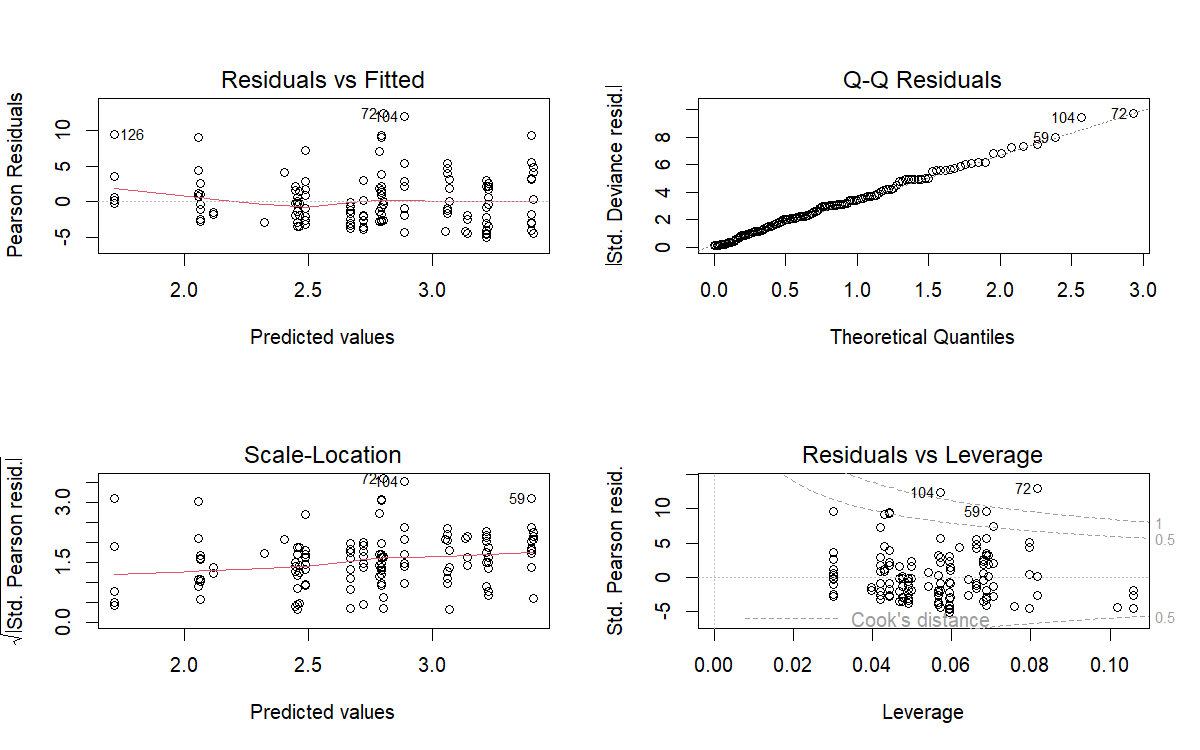 Residuals vs Fitted
Pearson Residuals
10
5
0
-5
72
104
126
2.0 2.5 3.0
Predicted values
Q-Q Residuals
|Std. Deviance resid.|
8
6
4
2
0
104
72
59
0.0 0.5 1.0 1.5 2.0 2.5 3.0
Theoretical Quantiles
Scale-Location
√|Std. Pearson resid.|
3.0
1.5
0.0
72
104
59
2.0 2.5 3.0
Predicted values
Residuals vs Leverage
Std. Pearson resid.
10
5
0
-5
104
72
59
1
0.5
0.5
Cook's distance
0.00 0.02 0.04 0.06 0.08 0.10
Leverage